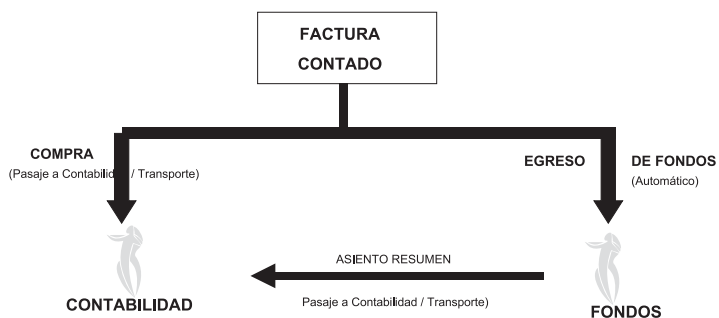 FACTURA
CONTADO
COMPRA
(Pasaje a Contabilidad / Transporte)
EGRESO DE FONDOS
(Automático)
ASIENTO RESUMEN
Pasaje a Contabilidad / Transporte)
CONTABILIDAD
FONDOS